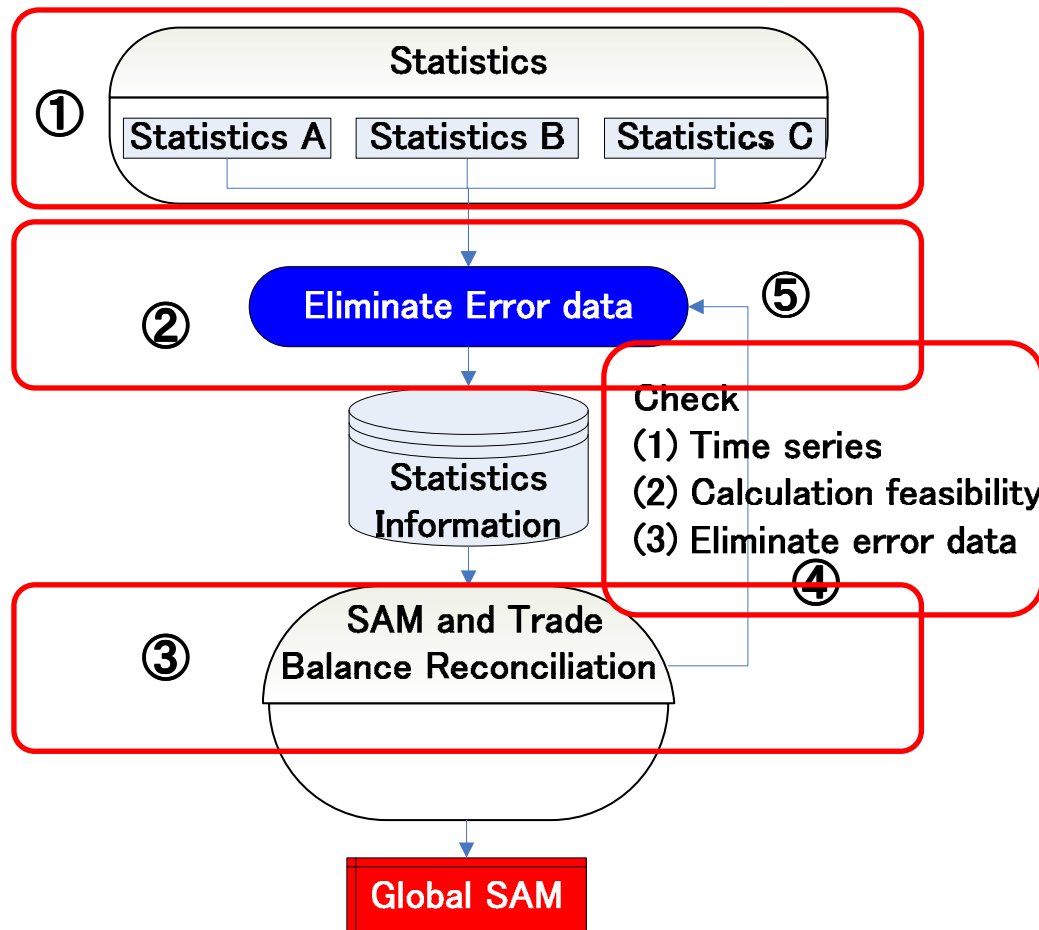 Statistics
①
Statistics A
Statistics B
Statistics C
②
Eliminate Error data
⑤
Check
(1) Time series
(2) Calculation feasibility
(3) Eliminate error data
④
Statistics
Information
③
SAM and Trade
Balance Reconciliation
Global SAM